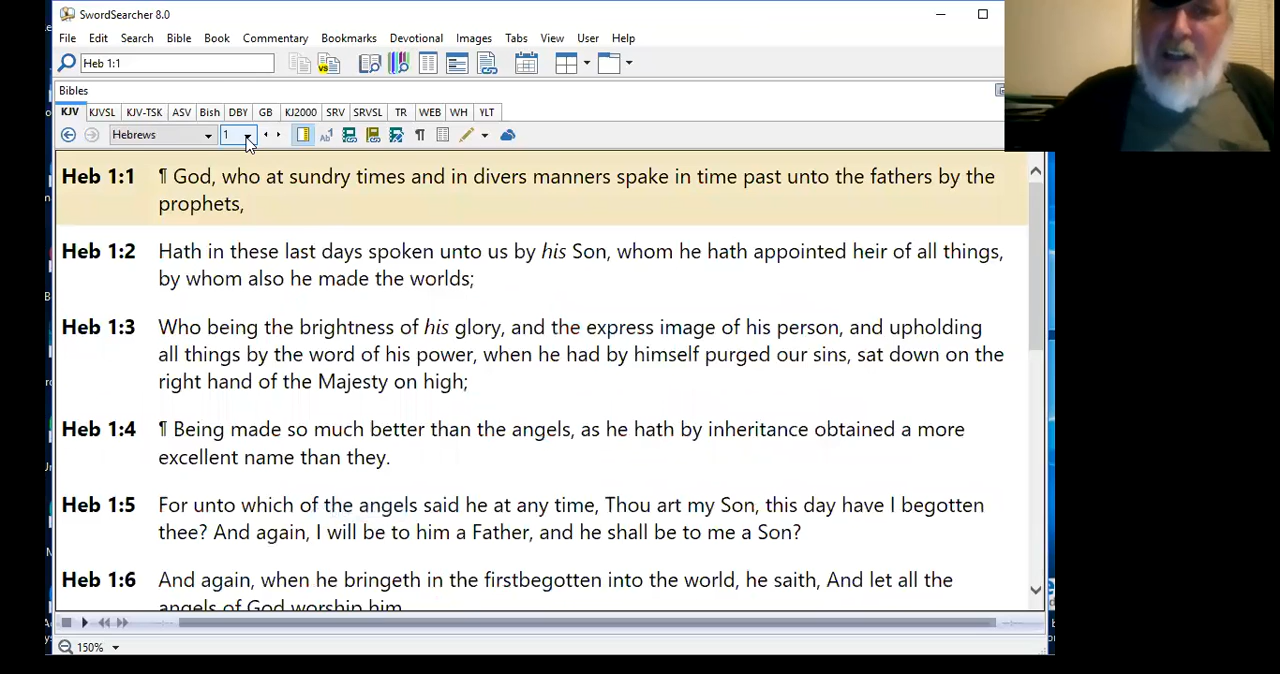 SwordSearcher 8.0
File Edit Search Bible Book Commentary Bookmarks Devotional Images Tabs View User Help
Heb 1:1
Bibles
KJV KJVSL KJV-TSK ASV Bish DBY GB KJ2000 SRV SRVSL TR WEB WH YLT
Hebrews 1
Heb 1:1 ¶ God, who at sundry times and in divers manners spake in time past unto the fathers by the
prophets,
Heb 1:2 Hath in these last days spoken unto us by his Son, whom he hath appointed heir of all things,
by whom also he made the worlds;
Heb 1:3 Who being the brightness of his glory, and the express image of his person, and upholding
all things by the word of his power, when he had by himself purged our sins, sat down on the
right hand of the Majesty on high;
Heb 1:4 ¶ Being made so much better than the angels, as he hath by inheritance obtained a more
excellent name than they.
Heb 1:5 For unto which of the angels said he at any time, Thou art my Son, this day have I begotten
thee? And again, I will be to him a Father, and he shall be to me a Son?
Heb 1:6 And again, when he bringeth in the firstbegotten into the world, he saith, And let all the
angels of God worship him.
150%